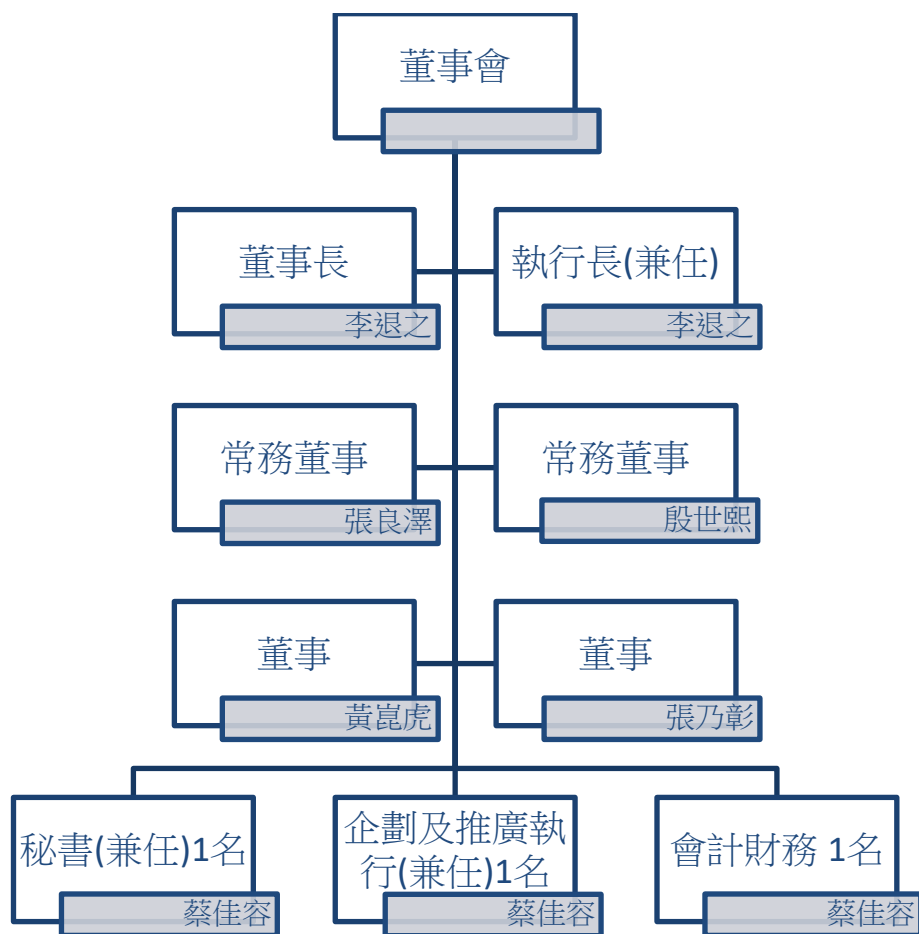 董事會
董事長
李退之
執行長(兼任)
李退之
常務董事
張良澤
常務董事
殷世熙
董事
黃崑虎
董事
張乃彰
秘書(兼任)1名
蔡佳容
企劃及推廣執
行(兼任)1名
蔡佳容
會計財務 1名
蔡佳容